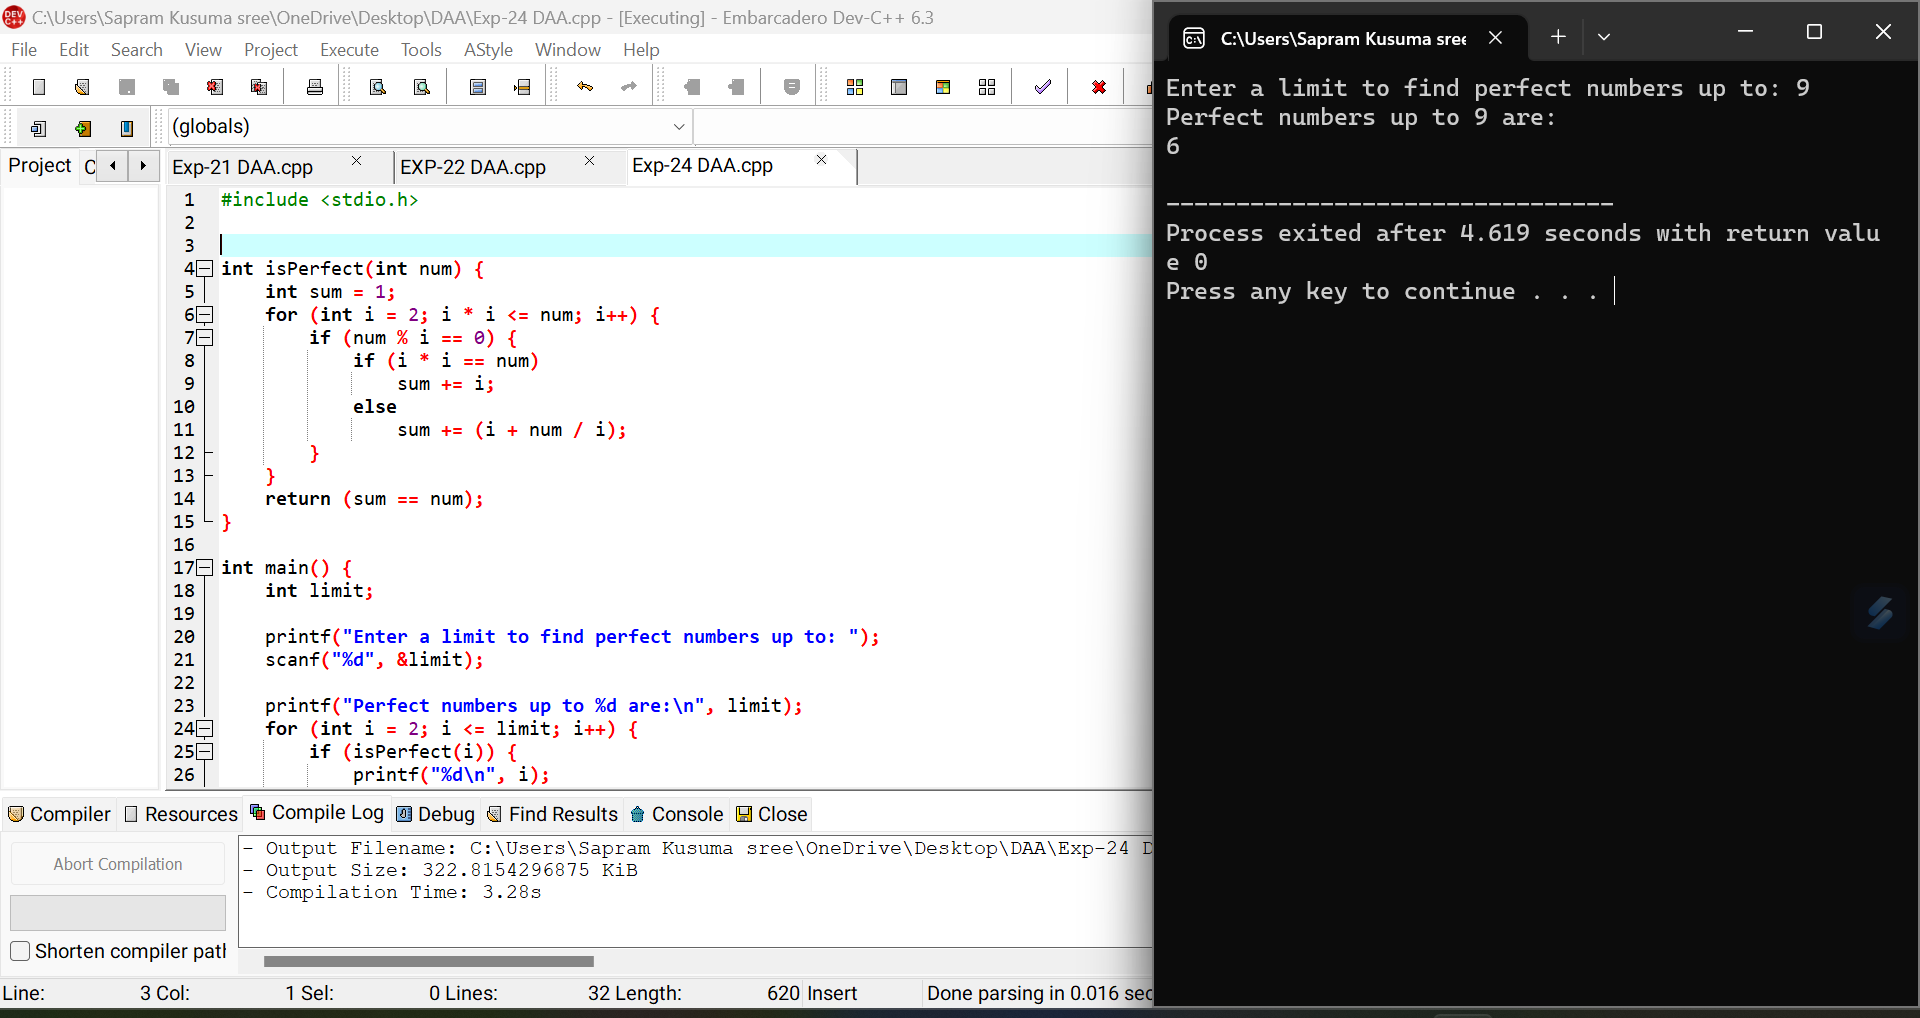 C:\Users\Sapram Kusuma sree\OneDrive\Desktop\DAA\Exp-24 DAA.cpp - [Executing] - Embarcadero Dev-C++ 6.3
File Edit Search View Project Execute Tools AStyle Window Help
(globals)
Project C
Exp-21 DAA.cpp EXP-22 DAA.cpp Exp-24 DAA.cpp
1 #include <stdio.h>
2
3
4 int isPerfect(int num) {
5     int sum = 1;
6     for (int i = 2; i * i <= num; i++) {
7         if (num % i == 0) {
8             if (i * i == num)
9                 sum += i;
10             else
11                 sum += (i + num / i);
12         }
13     }
14     return (sum == num);
15 }
16
17 int main() {
18     int limit;
19
20     printf("Enter a limit to find perfect numbers up to: ");
21     scanf("%d", &limit);
22
23     printf("Perfect numbers up to %d are:\n", limit);
24     for (int i = 2; i <= limit; i++) {
25         if (isPerfect(i)) {
26             printf("%d\n", i);
Compiler Resources Compile Log Debug Find Results Console Close
Abort Compilation
Shorten compiler path
- Output Filename: C:\Users\Sapram Kusuma sree\OneDrive\Desktop\DAA\Exp-24 D
- Output Size: 322.8154296875 KiB
- Compilation Time: 3.28s
Line: 3 Col: 1 Sel: 0 Lines: 32 Length: 620 Insert Done parsing in 0.016 sec
C:\Users\Sapram Kusuma sree
Enter a limit to find perfect numbers up to: 9
Perfect numbers up to 9 are:
6
--------------------------------
Process exited after 4.619 seconds with return valu
e 0
Press any key to continue . . .